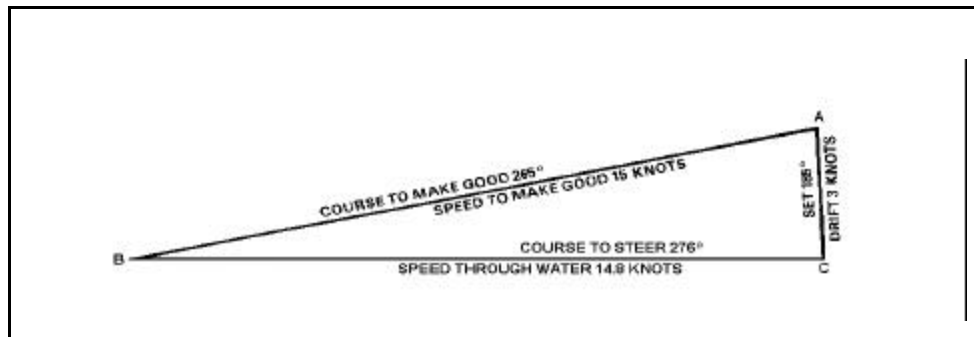 A
COURSE TO MAKE GOOD 265°
SPEED TO MAKE GOOD 15 KNOTS
SET 185°
DRIFT 3 KNOTS
B
COURSE TO STEER 276°
SPEED THROUGH WATER 14.8 KNOTS
C